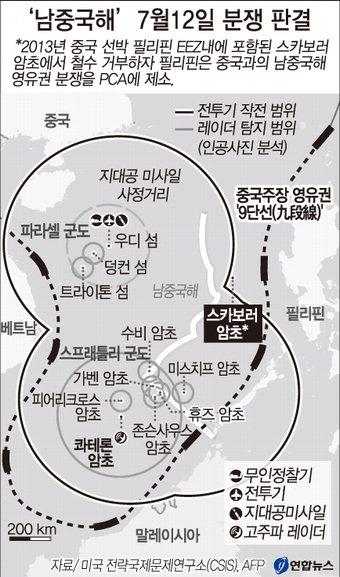 ‘남중국해’ 7월12일 분쟁 판결
*2013년 중국 선박 필리핀 EEZ내에 포함된 스카보러
암초에서 철수 거부하자 필리핀은 중국과의 남중국해
영유권 분쟁을 PCA에 제소.
전투기 작전 범위
레이더 탐지 범위
(인공사진 분석)
중국
지대공 미사일
사정거리
중국주장 영유권
'9단선(九段線)'
파라셀 군도
우디 섬
덩컨 섬
트라이톤 섬
남중국해
스카보러
암초*
필리핀
베트남
수비 암초
스프래틀리 군도
가벤 암초
미스치프 암초
피어리크로스
암초
휴즈 암초
존슨사우스
암초
콰테론
암초
무인정찰기
전투기
지대공미사일
고주파 레이더
200 km
말레이시아
자료/ 미국 전략국제문제연구소(CSIS), AFP
연합뉴스